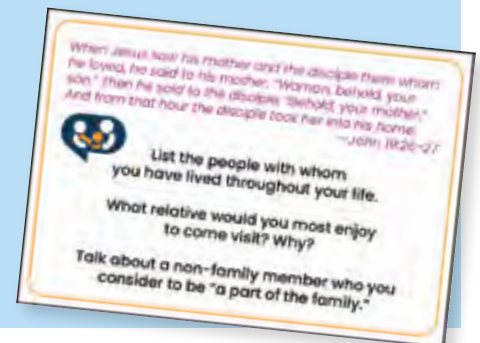 When Jesus saw his mother and the disciple there whom
he loved, he said to his mother, "Woman, behold, your
son." Then he said to the disciple, "Behold, your mother."
And from that hour the disciple took her into his home.
—John 19:26-27
List the people with whom
you have lived throughout your life.
What relative would you most enjoy
to come visit? Why?
Talk about a non-family member who you
consider to be "a part of the family."